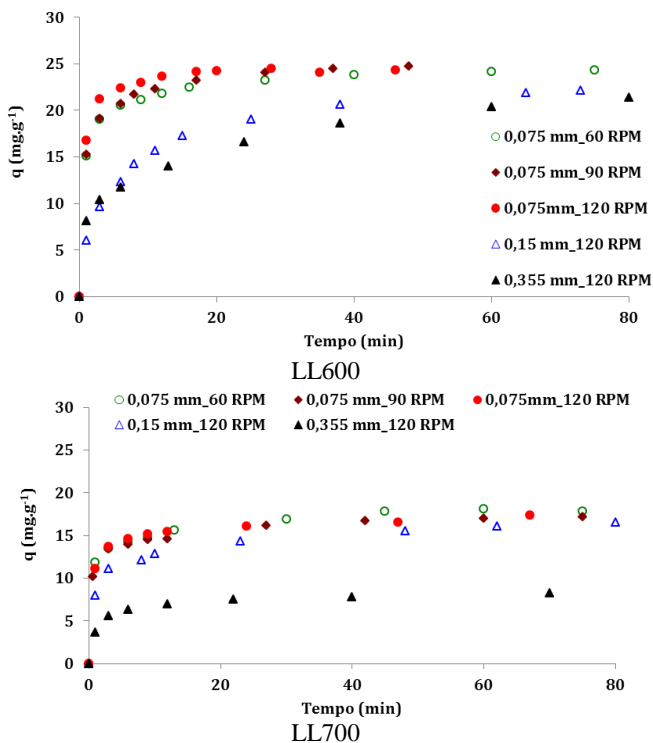 30
25
20
15
10
5
0
q (mg.g-1)
0,075 mm_60 RPM
0,075 mm_90 RPM
0,075mm_120 RPM
0,15 mm_120 RPM
0,355 mm_120 RPM
0 20 40 60 80
Tempo (min)
LL600
0,075 mm_60 RPM 0,075 mm_90 RPM 0,075mm_120 RPM
0,15 mm_120 RPM 0,355 mm_120 RPM
30
25
20
15
10
5
0
q (mg.g-1)
0 20 40 60 80
Tempo (min)
LL700